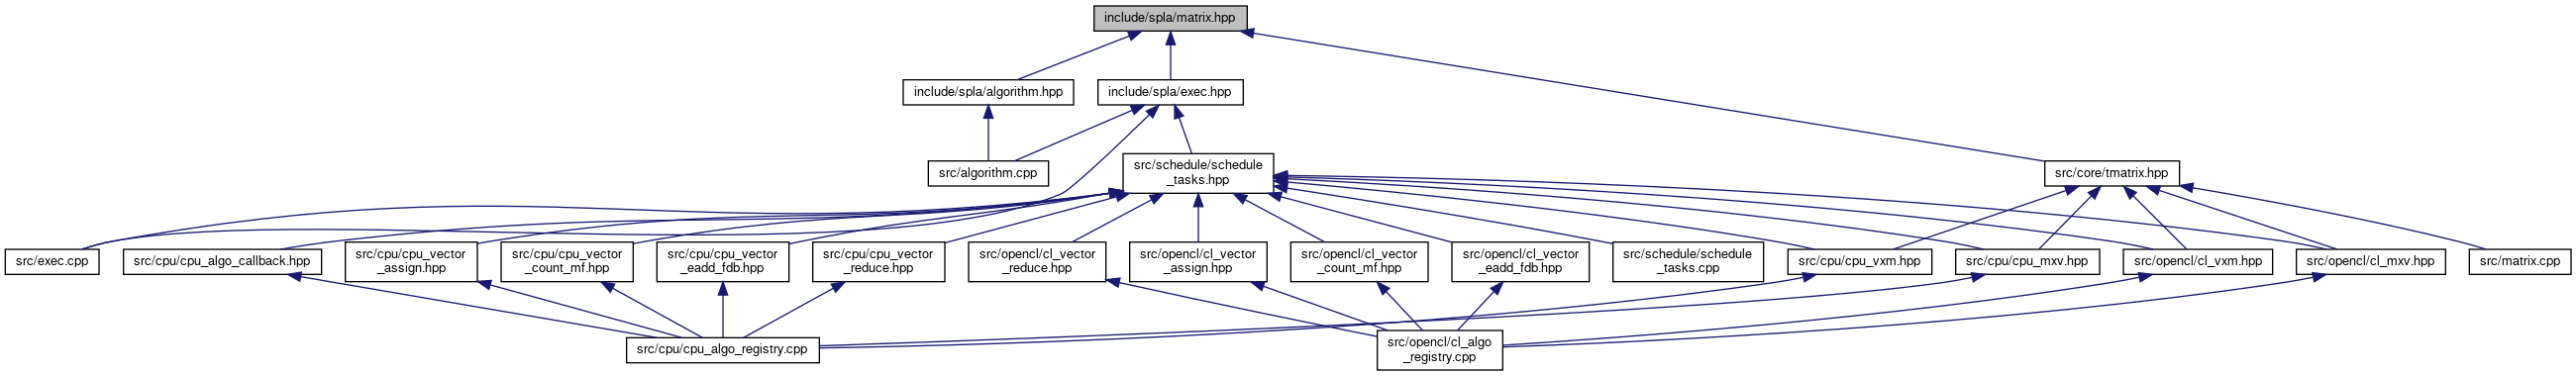 include/spla/matrix.hpp
include/spla/algorithm.hpp
include/spla/exec.hpp
src/algorithm.cpp
src/schedule/schedule
_tasks.hpp
src/core/tmatrix.hpp
src/exec.cpp
src/cpu/cpu_algo_callback.hpp
src/cpu/cpu_vector
_assign.hpp
src/cpu/cpu_vector
_count_mf.hpp
src/cpu/cpu_vector
_eadd_fdb.hpp
src/cpu/cpu_vector
_reduce.hpp
src/opencl/cl_vector
_reduce.hpp
src/opencl/cl_vector
_assign.hpp
src/opencl/cl_vector
_count_mf.hpp
src/opencl/cl_vector
_eadd_fdb.hpp
src/schedule/schedule
_tasks.cpp
src/cpu/cpu_vxm.hpp
src/cpu/cpu_mxv.hpp
src/opencl/cl_vxm.hpp
src/opencl/cl_mxv.hpp
src/matrix.cpp
src/cpu/cpu_algo_registry.cpp
src/opencl/cl_algo
_registry.cpp